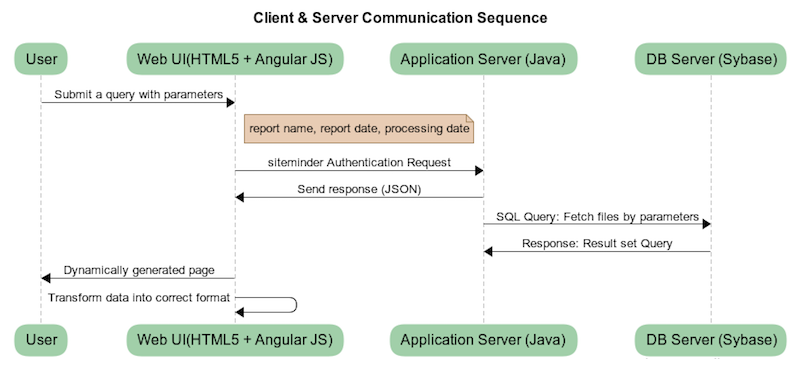 Client & Server Communication Sequence
User
Web UI(HTML5 + Angular JS)
Application Server (Java)
DB Server (Sybase)
Submit a query with parameters
report name, report date, processing date
siteminder Authentication Request
Send response (JSON)
SQL Query: Fetch files by parameters
Response: Result set Query
Dynamically generated page
Transform data into correct format
User
Web UI(HTML5 + Angular JS)
Application Server (Java)
DB Server (Sybase)